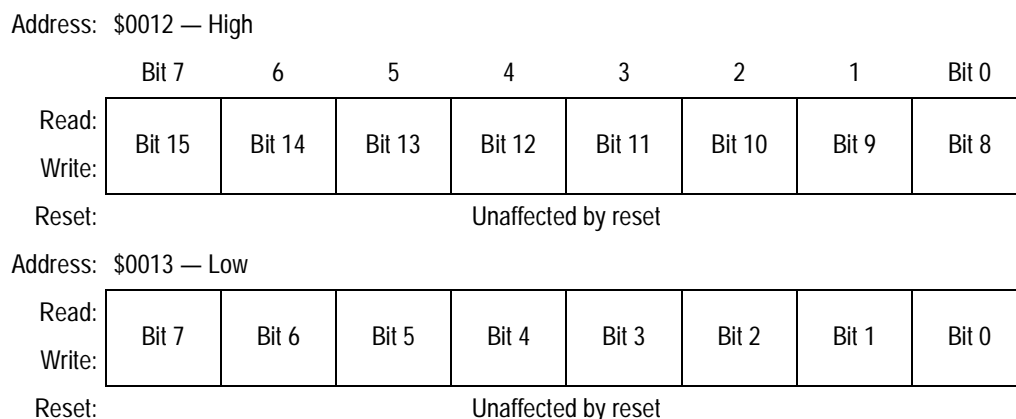 Address: $0012 — High
Bit 7 6 5 4 3 2 1 Bit 0
Read:
Bit 15 Bit 14 Bit 13 Bit 12 Bit 11 Bit 10 Bit 9 Bit 8
Write:
Reset: Unaffected by reset
Address: $0013 — Low
Read:
Bit 7 Bit 6 Bit 5 Bit 4 Bit 3 Bit 2 Bit 1 Bit 0
Write:
Reset: Unaffected by reset